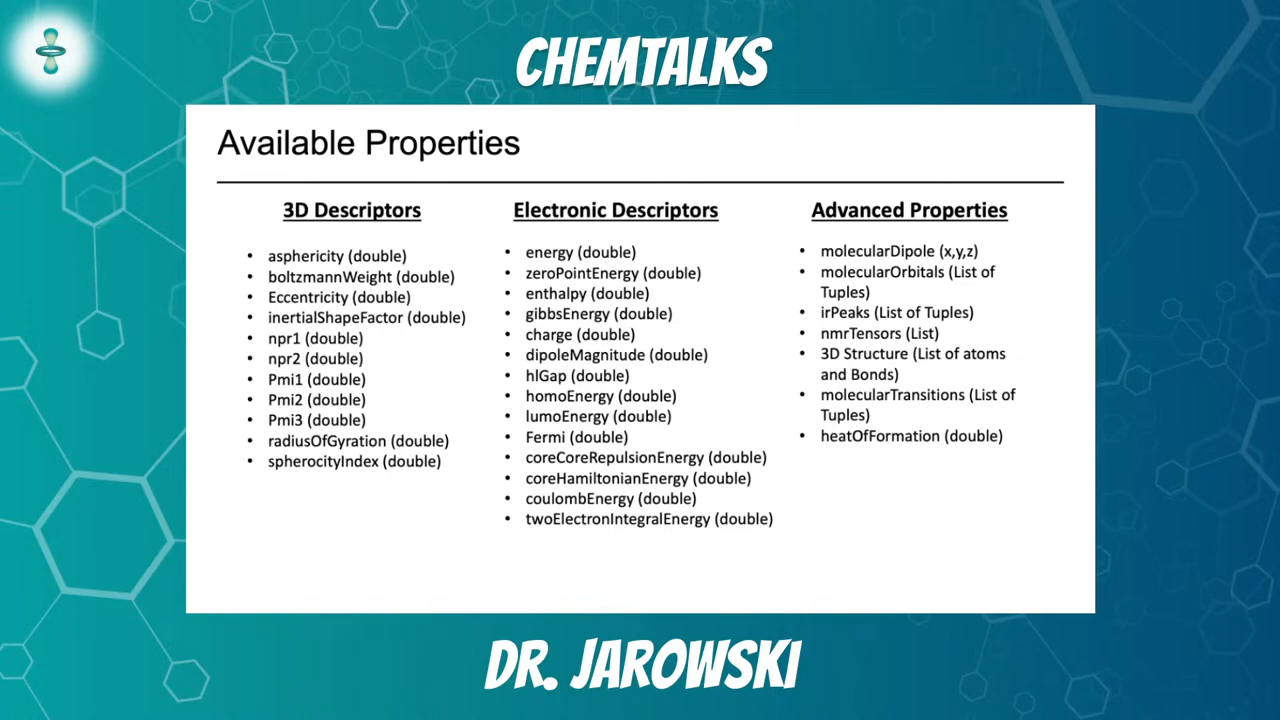 CHEMTALKS
Available Properties
3D Descriptors
• asphericity (double)
• boltzmannWeight (double)
• Eccentricity (double)
• inertialShapeFactor (double)
• npr1 (double)
• npr2 (double)
• Pmi1 (double)
• Pmi2 (double)
• Pmi3 (double)
• radiusOfGyration (double)
• spherocityIndex (double)
Electronic Descriptors
• energy (double)
• zeroPointEnergy (double)
• enthalpy (double)
• gibbsEnergy (double)
• charge (double)
• dipoleMagnitude (double)
• hlGap (double)
• homoEnergy (double)
• lumoEnergy (double)
• Fermi (double)
• coreCoreRepulsionEnergy (double)
• coreHamiltonianEnergy (double)
• coulombEnergy (double)
• twoElectronIntegralEnergy (double)
Advanced Properties
• molecularDipole (x,y,z)
• molecularOrbitals (List of
Tuples)
• irPeaks (List of Tuples)
• nmrTensors (List)
• 3D Structure (List of atoms
and Bonds)
• molecularTransitions (List of
Tuples)
• heatOfFormation (double)
DR. JAROWSKI